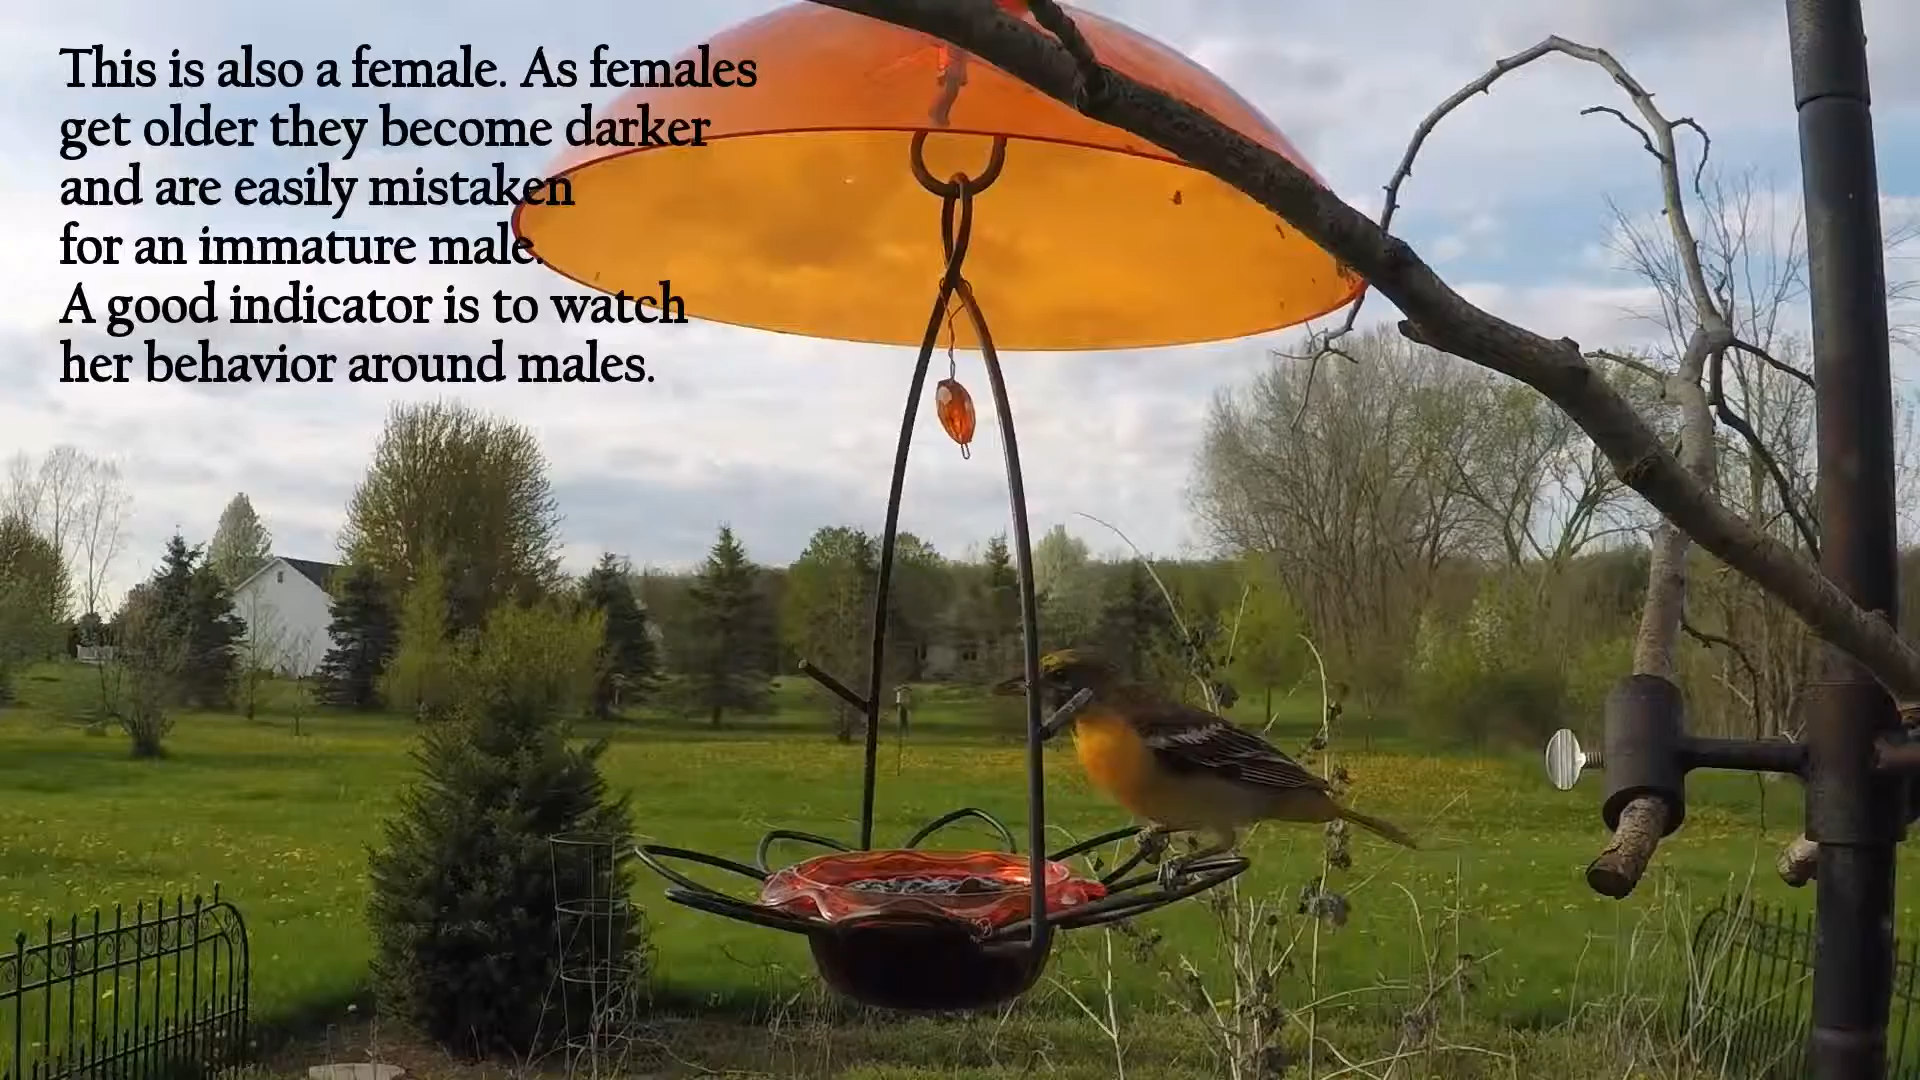 This is also a female. As females
get older they become darker
and are easily mistaken
for an immature male.
A good indicator is to watch
her behavior around males.